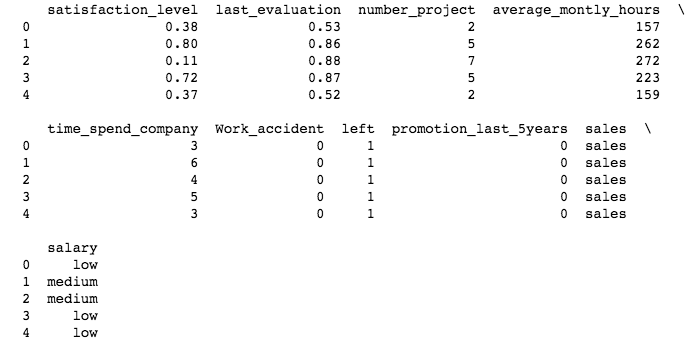 satisfaction_level last_evaluation number_project average_montly_hours \
0 0.38 0.53 2 157
1 0.80 0.86 5 262
2 0.11 0.88 7 272
3 0.72 0.87 5 223
4 0.37 0.52 2 159
time_spend_company Work_accident left promotion_last_5years sales \
0 3 0 1 0 sales
1 6 0 1 0 sales
2 4 0 1 0 sales
3 5 0 1 0 sales
4 3 0 1 0 sales
salary
0 low
1 medium
2 medium
3 low
4 low